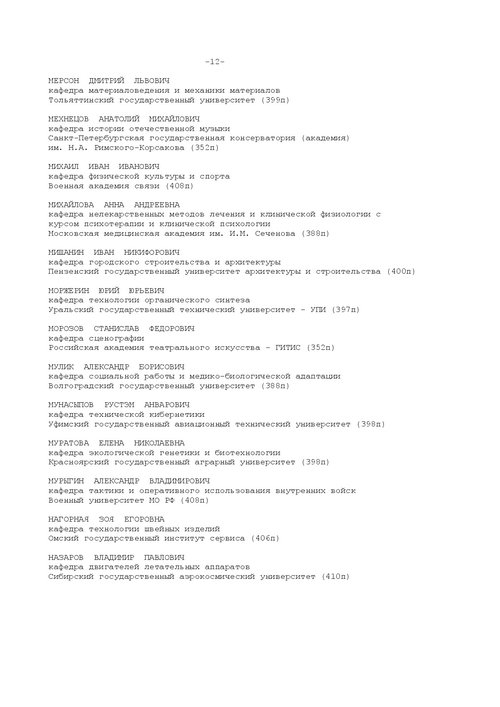 -12-
МЕРСОН ДМИТРИЙ ЛЬВОВИЧ
кафедра материаловедения и механики материалов
Тольяттинский государственный университет (399п)
МЕХНЕЦОВ АНАТОЛИЙ МИХАЙЛОВИЧ
кафедра истории отечественной музыки
Санкт-Петербургская государственная консерватория (академия)
им. Н.А. Римского-Корсакова (352п)
МИХАИЛ ИВАН ИВАНОВИЧ
кафедра физической культуры и спорта
Военная академия связи (408п)
МИХАЙЛОВА АННА АНДРЕЕВНА
кафедра нелекарственных методов лечения и клинической физиологии с
курсом психотерапии и клинической психологии
Московская медицинская академия им. И.М. Сеченова (388п)
МИШАНИН ИВАН НИКИФОРОВИЧ
кафедра городского строительства и архитектуры
Пензенский государственный университет архитектуры и строительства (400п)
МОРЖЕРИН ЮРИЙ ЮРЬЕВИЧ
кафедра технологии органического синтеза
Уральский государственный технический университет - УПИ (397п)
МОРОЗОВ СТАНИСЛАВ ФЕДОРОВИЧ
кафедра сценографии
Российская академия театрального искусства - ГИТИС (352п)
МУЛИК АЛЕКСАНДР БОРИСОВИЧ
кафедра социальной работы и медико-биологической адаптации
Волгоградский государственный университет (388п)
МУНАСЫПОВ РУСТЭМ АНВАРОВИЧ
кафедра технической кибернетики
Уфимский государственный авиационный технический университет (398п)
МУРАТОВА ЕЛЕНА НИКОЛАЕВНА
кафедра экологической генетики и биотехнологии
Красноярский государственный аграрный университет (398п)
МУРЫГИН АЛЕКСАНДР ВЛАДИМИРОВИЧ
кафедра тактики и оперативного использования внутренних войск
Военный университет МО РФ (408п)
НАГОРНАЯ ЗОЯ ЕГОРОВНА
кафедра технологии швейных изделий
Омский государственный институт сервиса (406п)
НАЗАРОВ ВЛАДИМИР ПАВЛОВИЧ
кафедра двигателей летательных аппаратов
Сибирский государственный аэрокосмический университет (410п)